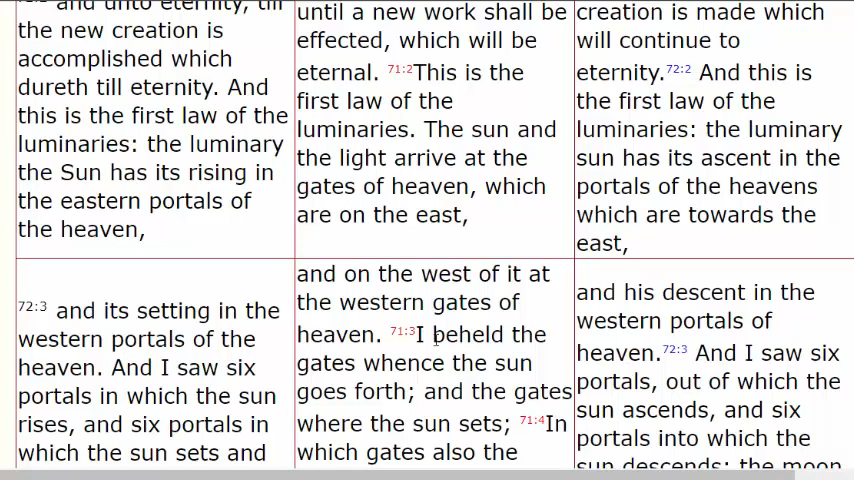 and unto eternity, till
the new creation is
accomplished which
dureth till eternity. And
this is the first law of the
luminaries: the luminary
the Sun has its rising in
the eastern portals of
the heaven,
72:3 and its setting in the
western portals of the
heaven. And I saw six
portals in which the sun
rises, and six portals in
which the sun sets and
until a new work shall be
effected, which will be
eternal. 71:2This is the
first law of the
luminaries. The sun and
the light arrive at the
gates of heaven, which
are on the east,
and on the west of it at
the western gates of
heaven. 71:3I beheld the
gates whence the sun
goes forth; and the gates
where the sun sets; 71:4In
which gates also the
creation is made which
will continue to
eternity.72:2 And this is
the first law of the
luminaries: the luminary
sun has its ascent in the
portals of the heavens
which are towards the
east,
and his descent in the
western portals of
heaven.72:3 And I saw six
portals, out of which the
sun ascends, and six
portals into which the
sun descends: the moon